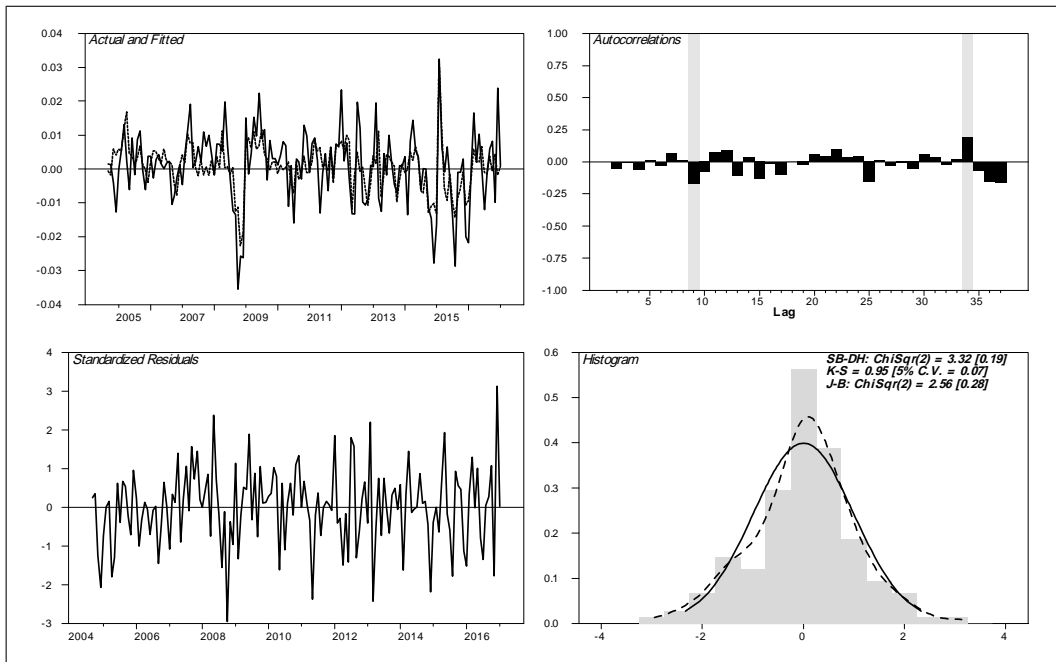 Actual and Fitted
0.04
0.03
0.02
0.01
0.00
-0.01
-0.02
-0.03
-0.04
2005 2007 2009 2011 2013 2015
Autocorrelations
1.00
0.75
0.50
0.25
0.00
-0.25
-0.50
-0.75
-1.00
5 10 15 20 25 30 35
Lag
Standardized Residuals
4
3
2
1
0
-1
-2
-3
2004 2006 2008 2010 2012 2014 2016
Histogram
SB-DH: ChiSqr(2) = 3.32 [0.19]
K-S = 0.95 [5% C.V. = 0.07]
J-B: ChiSqr(2) = 2.56 [0.28]
0.6
0.5
0.4
0.3
0.2
0.1
0.0
-4 -2 0 2 4